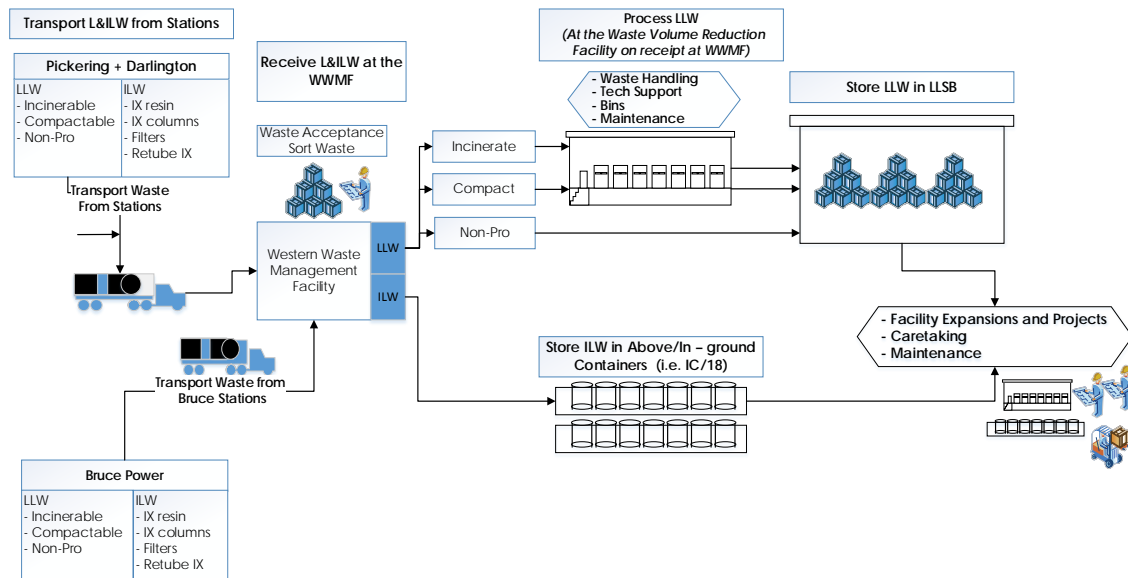 Transport L&ILW from Stations
Pickering + Darlington
LLW
- Incinerable
- Compactable
- Non-Pro
ILW
- IX resin
- IX columns
- Filters
- Retube IX
Transport Waste
From Stations
Receive L&ILW at the
WWMF
Waste Acceptance
Sort Waste
Western Waste
Management
Facility
LLW
ILW
Transport Waste from
Bruce Stations
Bruce Power
LLW
- Incinerable
- Compactable
- Non-Pro
ILW
- IX resin
- IX columns
- Filters
- Retube IX
Incinerate
Compact
Non-Pro
Process LLW
(At the Waste Volume Reduction
Facility on receipt at WWMF)
- Waste Handling
- Tech Support
- Bins
- Maintenance
Store LLW in LLSB
Store ILW in Above/In – ground
Containers (i.e. IC/18)
- Facility Expansions and Projects
- Caretaking
- Maintenance